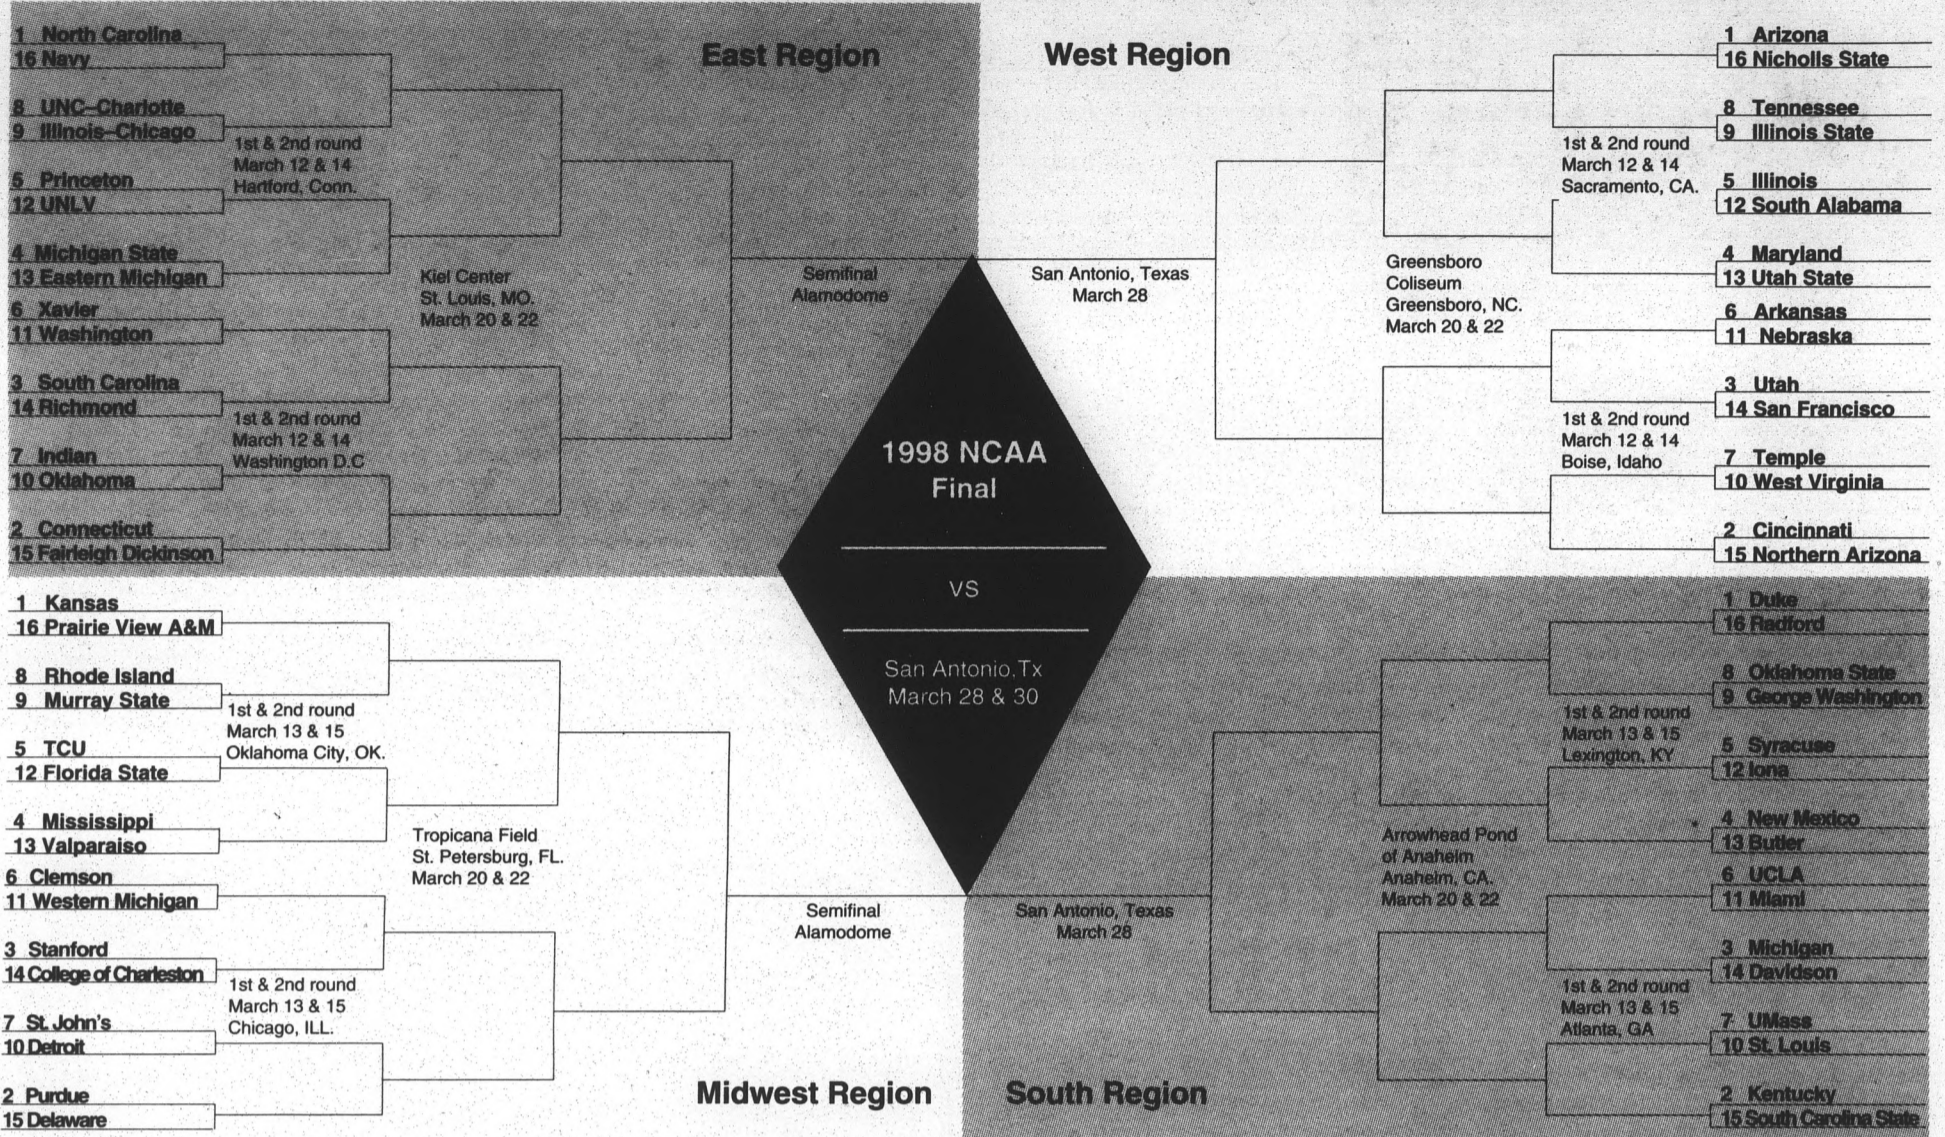 East Region
1 North Carolina
16 Navy
8 UNC–Charlotte
9 Illinois–Chicago
1st & 2nd round
March 12 & 14
Hartford, Conn.
5 Princeton
12 UNLV
4 Michigan State
13 Eastern Michigan
Kiel Center
St. Louis, MO.
March 20 & 22
6 Xavier
11 Washington
3 South Carolina
14 Richmond
1st & 2nd round
March 12 & 14
Washington D.C
7 Indian
10 Oklahoma
2 Connecticut
15 Fairleigh Dickinson
Semifinal
Alamodome
West Region
1 Arizona
16 Nicholls State
8 Tennessee
9 Illinois State
1st & 2nd round
March 12 & 14
Sacramento, CA.
5 Illinois
12 South Alabama
4 Maryland
13 Utah State
Greensboro
Coliseum
Greensboro, NC.
March 20 & 22
6 Arkansas
11 Nebraska
3 Utah
14 San Francisco
1st & 2nd round
March 12 & 14
Boise, Idaho
7 Temple
10 West Virginia
2 Cincinnati
15 Northern Arizona
San Antonio, Texas
March 28
1998 NCAA
Final
VS
San Antonio,Tx
March 28 & 30
1 Kansas
16 Prairie View A&M
8 Rhode Island
9 Murray State
1st & 2nd round
March 13 & 15
Oklahoma City, OK.
5 TCU
12 Florida State
4 Mississippi
13 Valparaiso
Tropicana Field
St. Petersburg, FL.
March 20 & 22
6 Clemson
11 Western Michigan
3 Stanford
14 College of Charleston
1st & 2nd round
March 13 & 15
Chicago, ILL.
7 St. John's
10 Detroit
2 Purdue
15 Delaware
Semifinal
Alamodome
Midwest Region
1 Duke
16 Radford
8 Oklahoma State
9 George Washington
1st & 2nd round
March 13 & 15
Lexington, KY
5 Syracuse
12 Iona
4 New Mexico
13 Butler
Arrowhead Pond
of Anaheim
Anaheim, CA.
March 20 & 22
6 UCLA
11 Miami
3 Michigan
14 Davidson
1st & 2nd round
March 13 & 15
Atlanta, GA
7 UMass
10 St. Louis
2 Kentucky
15 South Carolina State
San Antonio, Texas
March 28
South Region